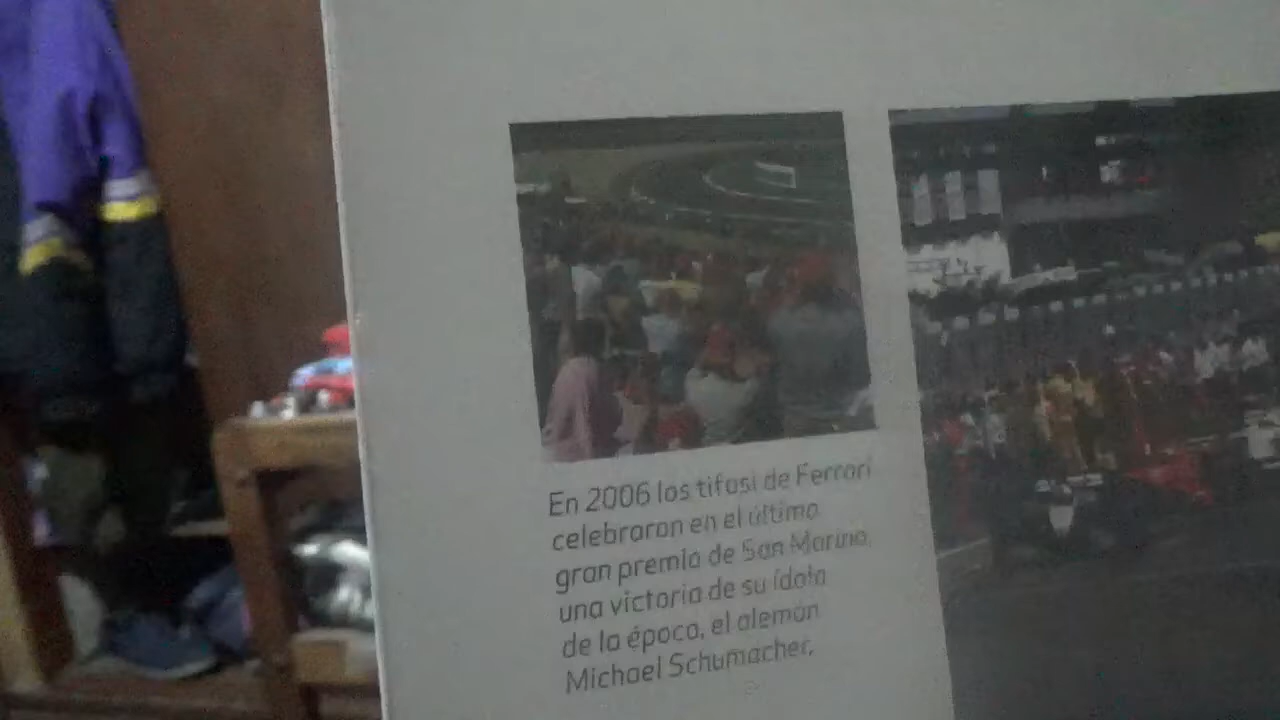 En 2006 los tifosi de Ferrari
celebraron en el último
gran premio de San Marino,
una victoria de su ídolo
de la época, el alemán
Michael Schumacher,